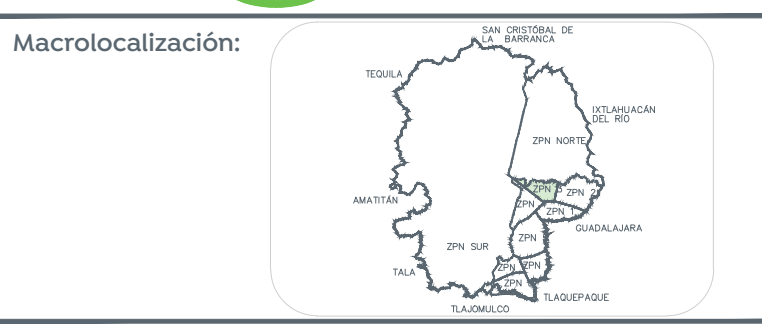 Macrolocalización:
SAN CRISTÓBAL DE
LA BARRANCA
TEQUILA
IXTLAHUACÁN
DEL RÍO
ZPN NORTE
ZPN
ZPN 2
AMATITÁN
ZPN
ZPN 1
GUADALAJARA
ZPN SUR
ZPN
TALA
ZPN
ZPN
ZPN
TLAQUEPAQUE
TLAJOMULCO